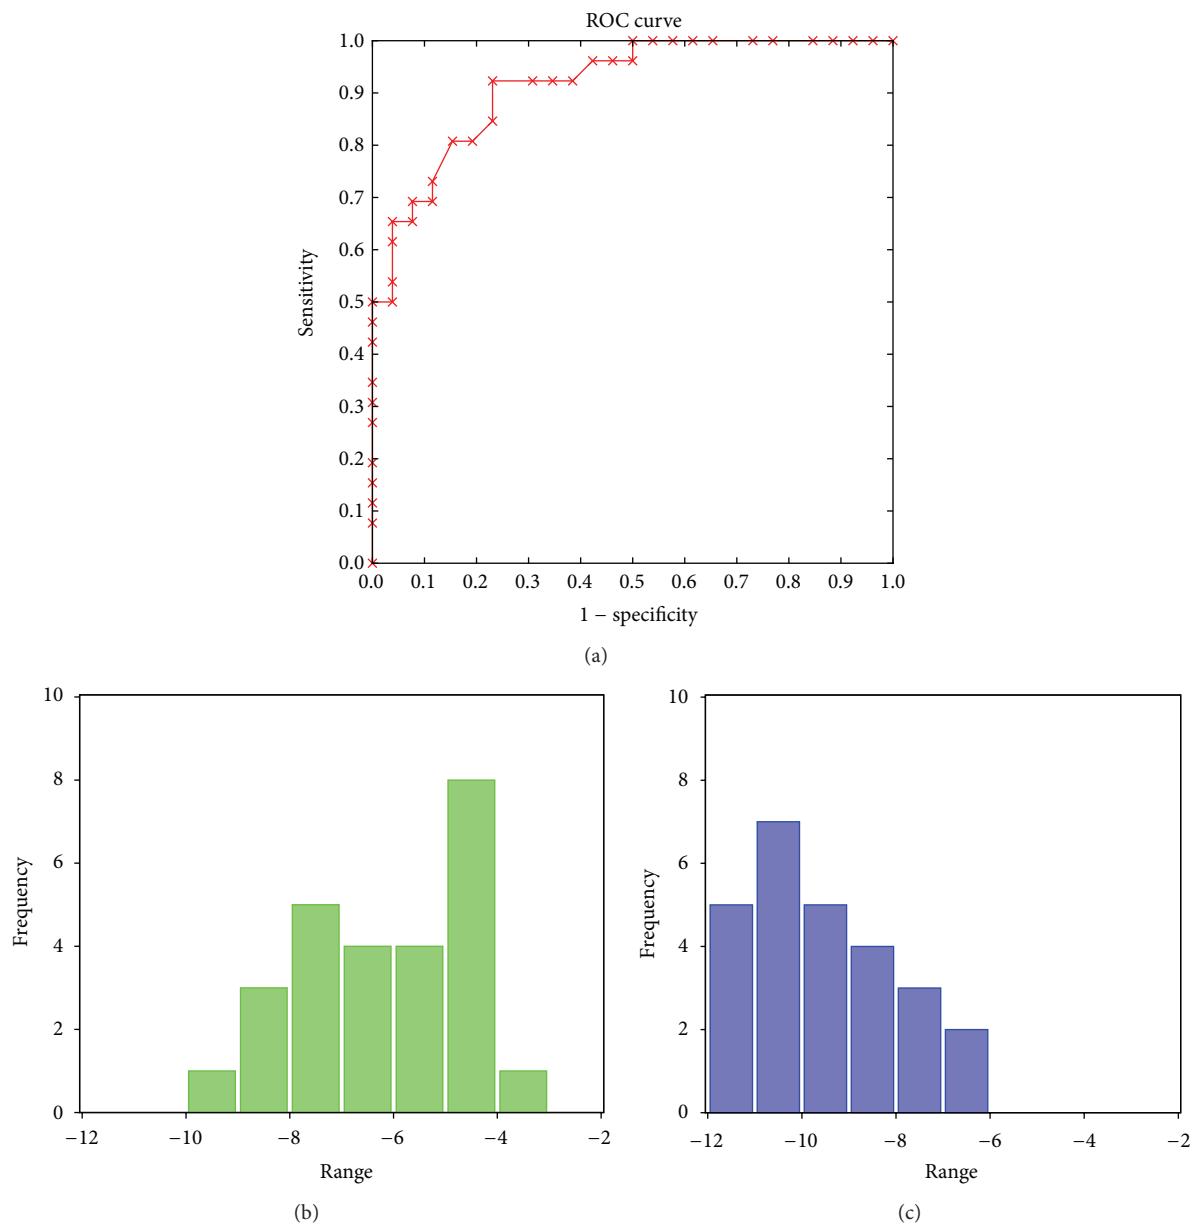 ROC curve
1.0
0.9
0.8
0.7
0.6
0.5
0.4
0.3
0.2
0.1
0.0
Sensitivity
0.0 0.1 0.2 0.3 0.4 0.5 0.6 0.7 0.8 0.9 1.0
1 − specificity
(a)
10
8
6
4
2
0
Frequency
−12 −10 −8 −6 −4 −2
Range
(b)
10
8
6
4
2
0
Frequency
−12 −10 −8 −6 −4 −2
Range
(c)